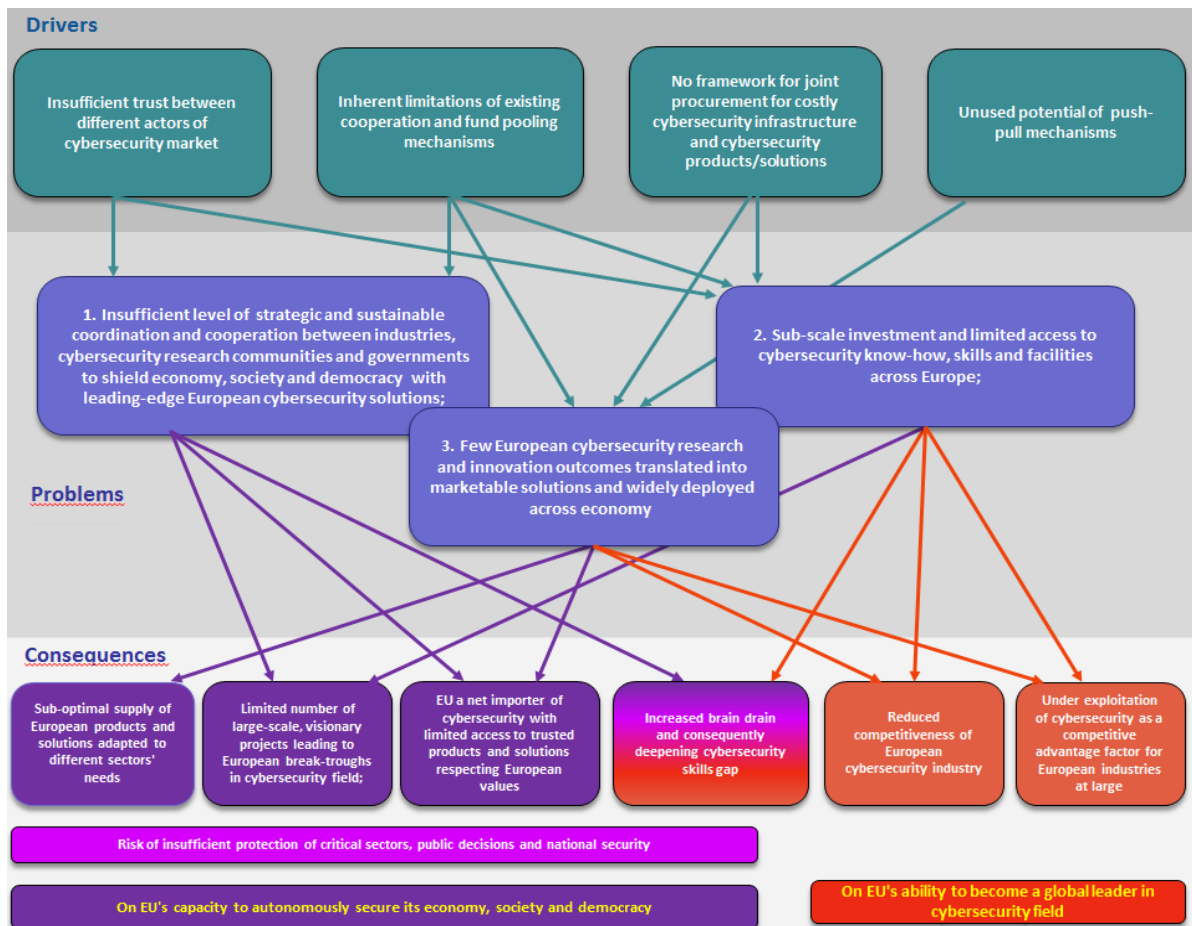 Drivers
Insufficient trust between
different actors of
cybersecurity market
Inherent limitations of existing
cooperation and fund pooling
mechanisms
No framework for joint
procurement for costly
cybersecurity infrastructure
and cybersecurity
products/solutions
Unused potential of push-
pull mechanisms
1. Insufficient level of strategic and sustainable
coordination and cooperation between industries,
cybersecurity research communities and governments
to shield economy, society and democracy with
leading-edge European cybersecurity solutions;
2. Sub-scale investment and limited access to
cybersecurity know-how, skills and facilities
across Europe;
3. Few European cybersecurity research
and innovation outcomes translated into
marketable solutions and widely deployed
across economy
Problems
Consequences
Sub-optimal supply of
European products and
solutions adapted to
different sectors'
needs
Limited number of
large-scale, visionary
projects leading to
European break-troughs
in cybersecurity field;
EU a net importer of
cybersecurity with
limited access to trusted
products and solutions
respecting European
values
Increased brain drain
and consequently
deepening cybersecurity
skills gap
Reduced
competitiveness of
European
cybersecurity industry
Under exploitation
of cybersecurity as a
competitive
advantage factor for
European industries
at large
Risk of insufficient protection of critical sectors, public decisions and national security
On EU's capacity to autonomously secure its economy, society and democracy
On EU's ability to become a global leader in
cybersecurity field